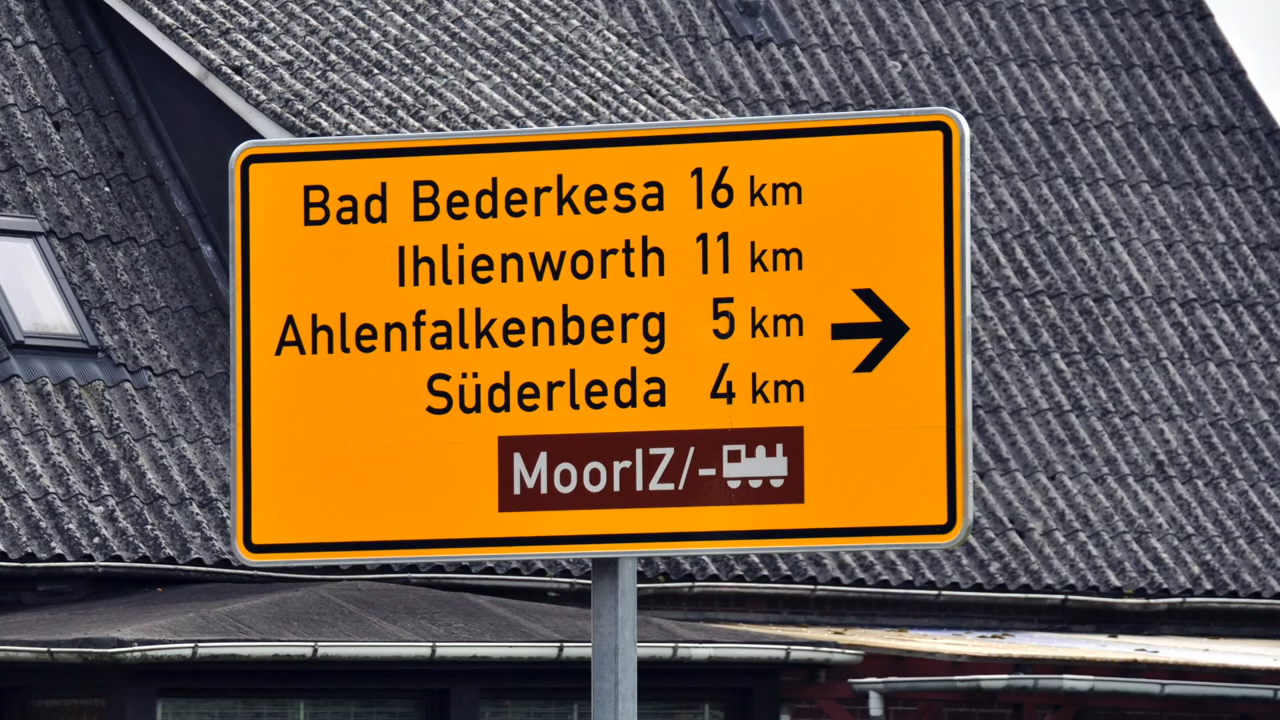 Bad Bederkesa 16 km
Ihlienworth 11 km
Ahlenfalkenberg 5 km
Süderleda 4 km
MoorIZ/-